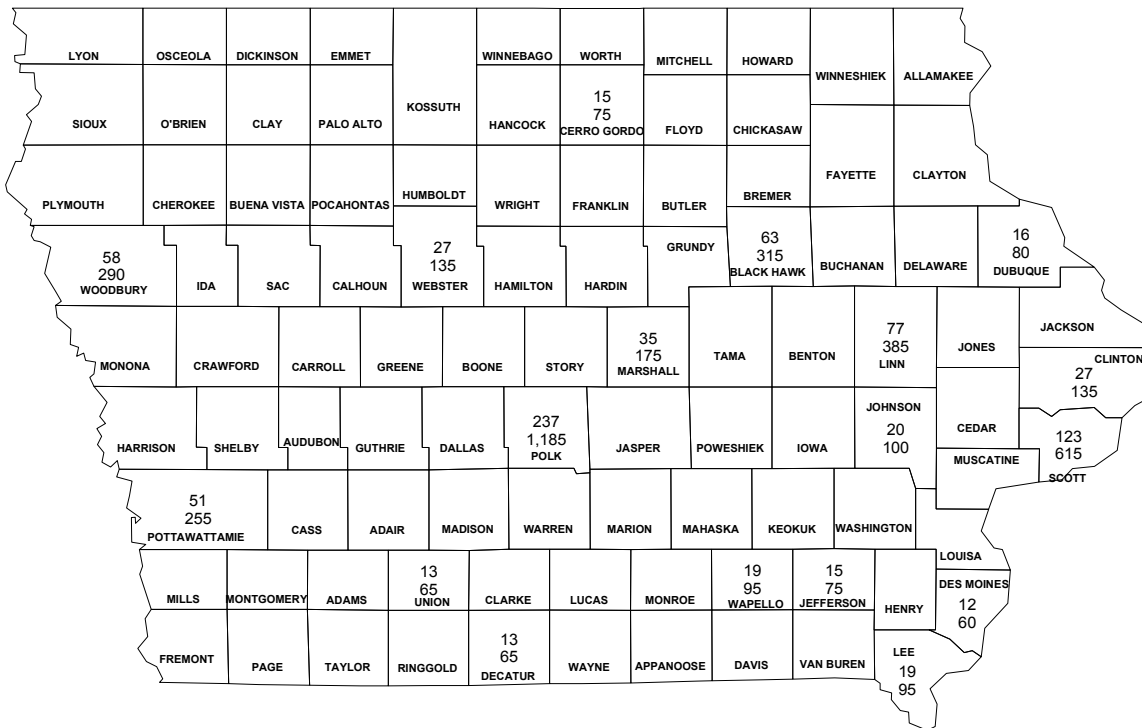 LYON OSCEOLA DICKINSON EMMET WINNEBAGO WORTH MITCHELL HOWARD
WINNESHIEK ALLAMAKEE
KOSSUTH
15
75
SIOUX O'BRIEN CLAY PALO ALTO HANCOCK CERRO GORDO FLOYD CHICKASAW
HUMBOLDT BREMER FAYETTE CLAYTON
PLYMOUTH CHEROKEE BUENA VISTA POCAHONTAS WRIGHT FRANKLIN BUTLER
58 27 GRUNDY 63 16
290 135 315 80
WOODBURY IDA SAC CALHOUN WEBSTER HAMILTON HARDIN BLACK HAWK BUCHANAN DELAWARE DUBUQUE
JACKSON
35 77
175 385
MONONA CRAWFORD CARROLL GREENE BOONE STORY MARSHALL TAMA BENTON LINN JONES CLINTON
27
135
JOHNSON
237 20 123
1,185 100 615
HARRISON SHELBY AUDUBON GUTHRIE DALLAS POLK JASPER POWESHIEK IOWA CEDAR
MUSCATINE SCOTT
51
255
POTTAWATTAMIE CASS ADAIR MADISON WARREN MARION MAHASKA KEOKUK WASHINGTON
LOUISA
13 19 15
65 95 75
MILLS MONTGOMERY ADAMS UNION CLARKE LUCAS MONROE WAPELLO JEFFERSON HENRY DES MOINES
12
60
13
65
FREMONT PAGE TAYLOR RINGGOLD DECATUR WAYNE APPANOOSE DAVIS VAN BUREN LEE
19
95